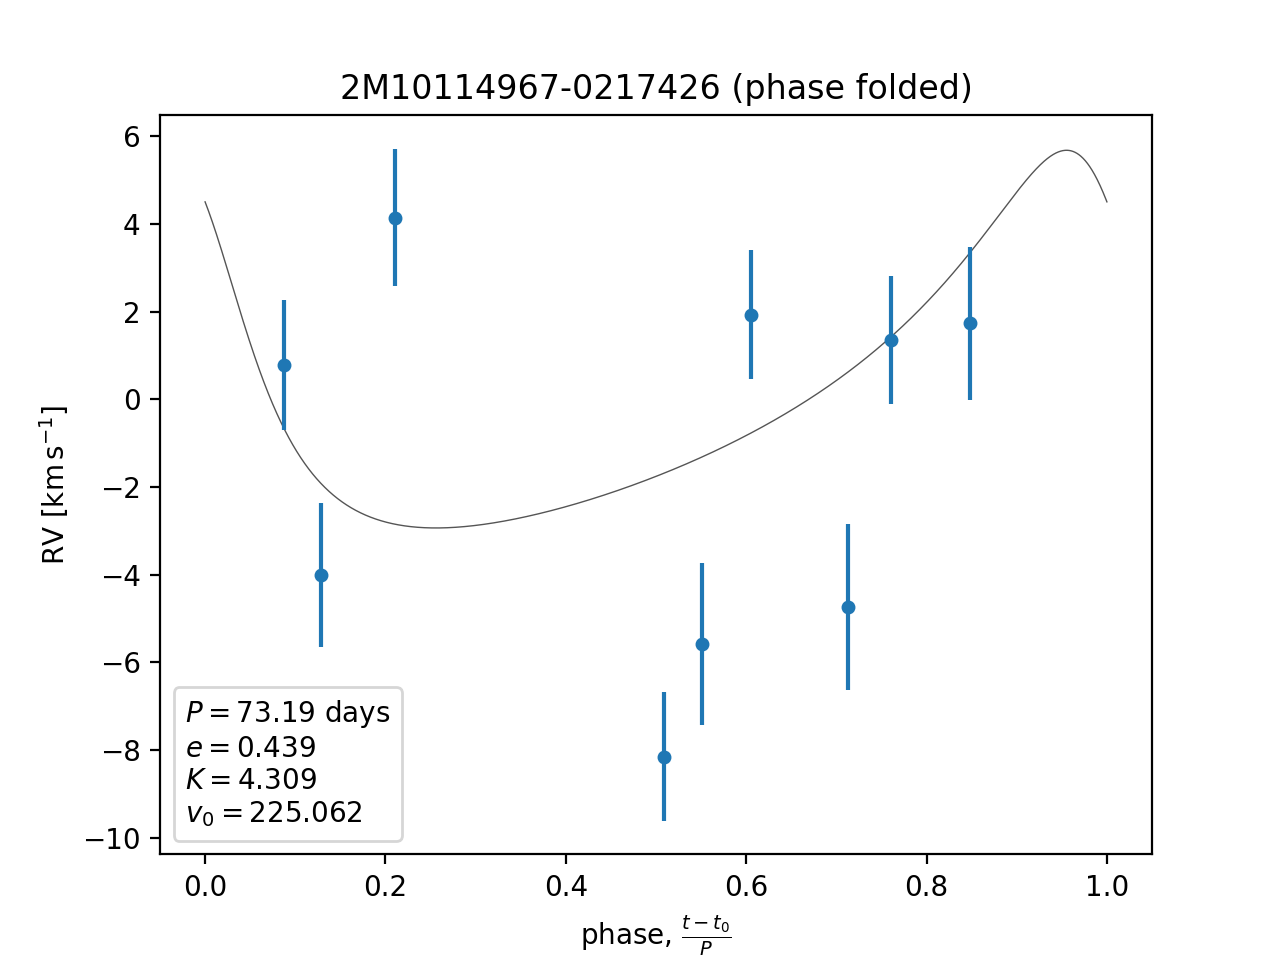 2M10114967-0217426 (phase folded)
RV [km s⁻¹]
6
4
2
0
−2
−4
−6
−8
−10
P = 73.19 days
e = 0.439
K = 4.309
v₀ = 225.062
0.0 0.2 0.4 0.6 0.8 1.0
phase, (t − t₀)/P